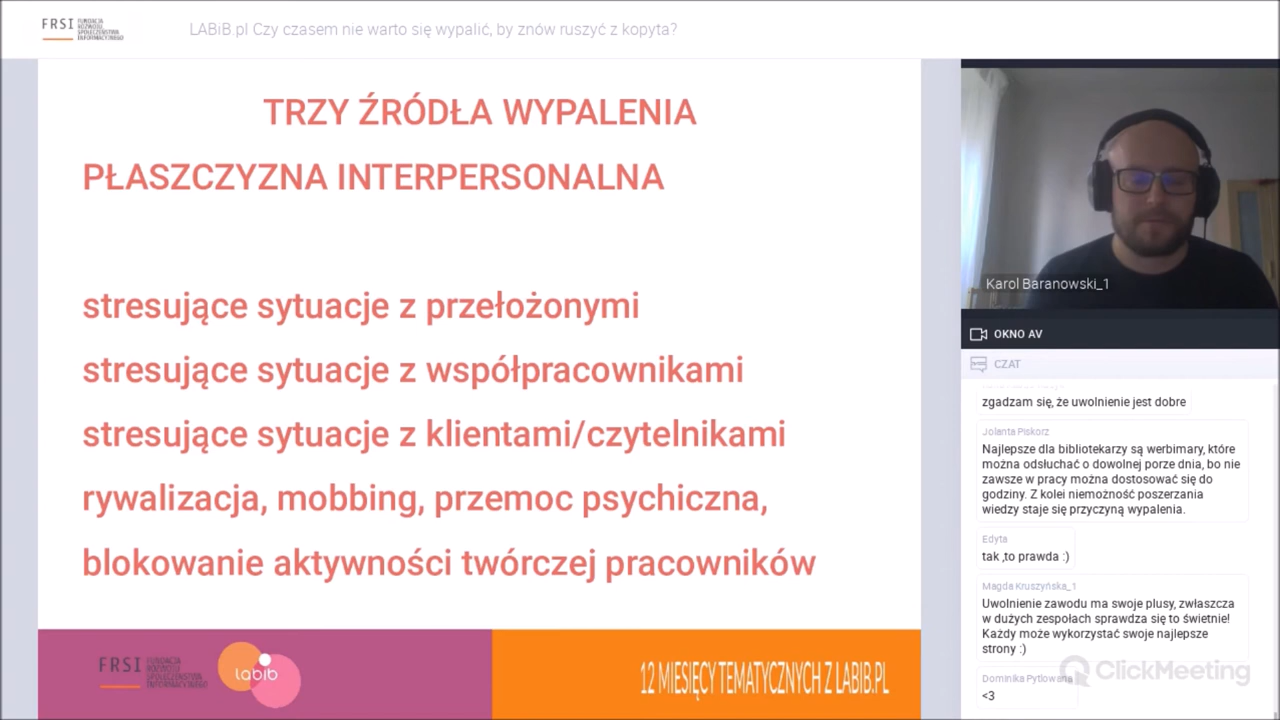 FRSI FUNDACJA
ROZWOJU
SPOŁECZEŃSTWA
INFORMACYJNEGO
LABiB.pl Czy czasem nie warto się wypalić, by znów ruszyć z kopyta?
TRZY ŹRÓDŁA WYPALENIA
PŁASZCZYZNA INTERPERSONALNA
stresujące sytuacje z przełożonymi
stresujące sytuacje z współpracownikami
stresujące sytuacje z klientami/czytelnikami
rywalizacja, mobbing, przemoc psychiczna,
blokowanie aktywności twórczej pracowników
FRSI FUNDACJA
ROZWOJU
SPOŁECZEŃSTWA
INFORMACYJNEGO
labib
12 MIESIĘCY TEMATYCZNYCH Z LABIB.PL
Karol Baranowski_1
OKNO AV
CZAT
zgadzam się, że uwolnienie jest dobre
Jolanta Piskorz
Najlepsze dla bibliotekarzy są werbimary, które
można odsłuchać o dowolnej porze dnia, bo nie
zawsze w pracy można dostosować się do
godziny. Z kolei niemożność poszerzania
wiedzy staje się przyczyną wypalenia.
Edyta
tak ,to prawda :)
Magda Kruszyńska_1
Uwolnienie zawodu ma swoje plusy, zwłaszcza
w dużych zespołach sprawdza się to świetnie!
Każdy może wykorzystać swoje najlepsze
strony :)
Dominika Pytlowana
<3
ClickMeeting